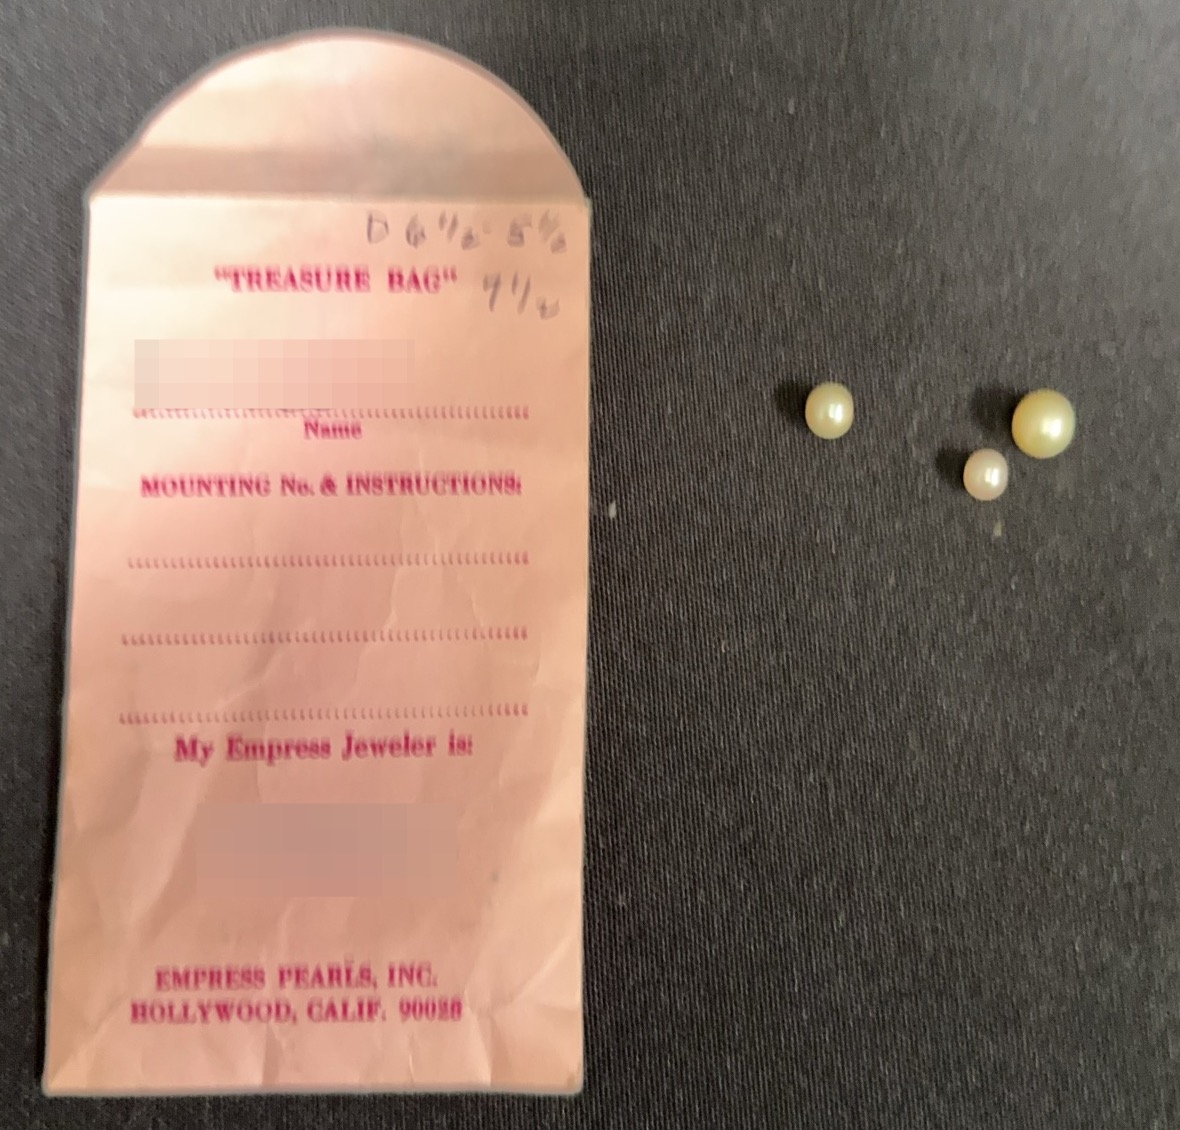 D 6 1/2 - 5 1/2
"TREASURE BAG" 7 1/2
Name
MOUNTING No. & INSTRUCTIONS:
My Empress Jeweler is:
EMPRESS PEARLS, INC.
HOLLYWOOD, CALIF. 90028